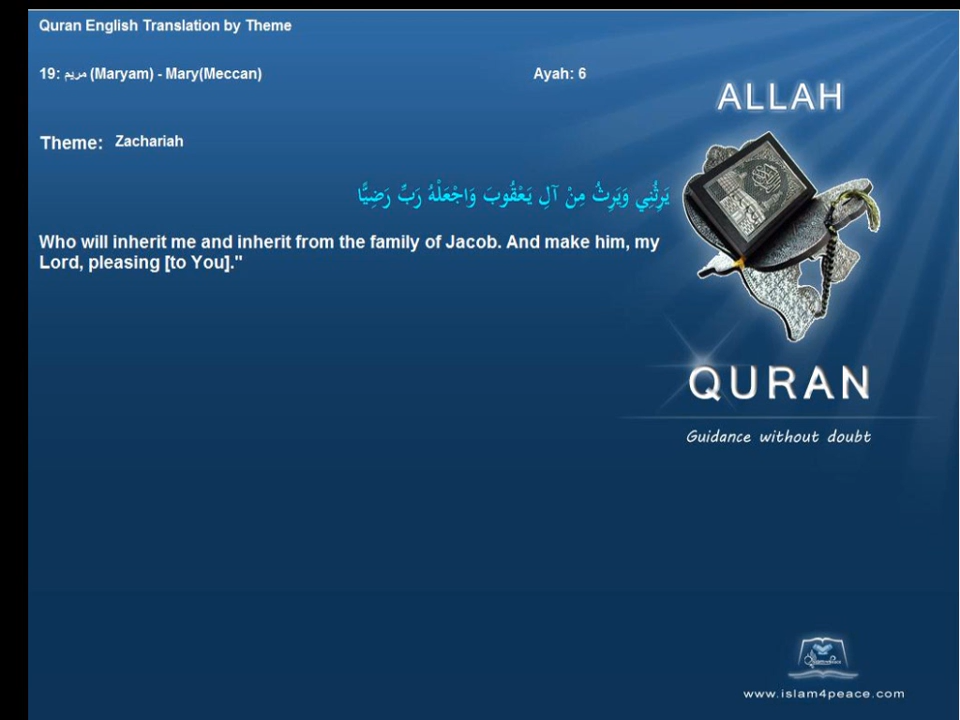 Quran English Translation by Theme
19: مريم (Maryam) - Mary(Meccan)
Ayah: 6
ALLAH
Theme: Zachariah
يَرِثُنِي وَيَرِثُ مِنْ آلِ يَعْقُوبَ وَاجْعَلْهُ رَبِّ رَضِيًّا
Who will inherit me and inherit from the family of Jacob. And make him, my
Lord, pleasing [to You]."
QURAN
Guidance without doubt
www.islam4peace.com